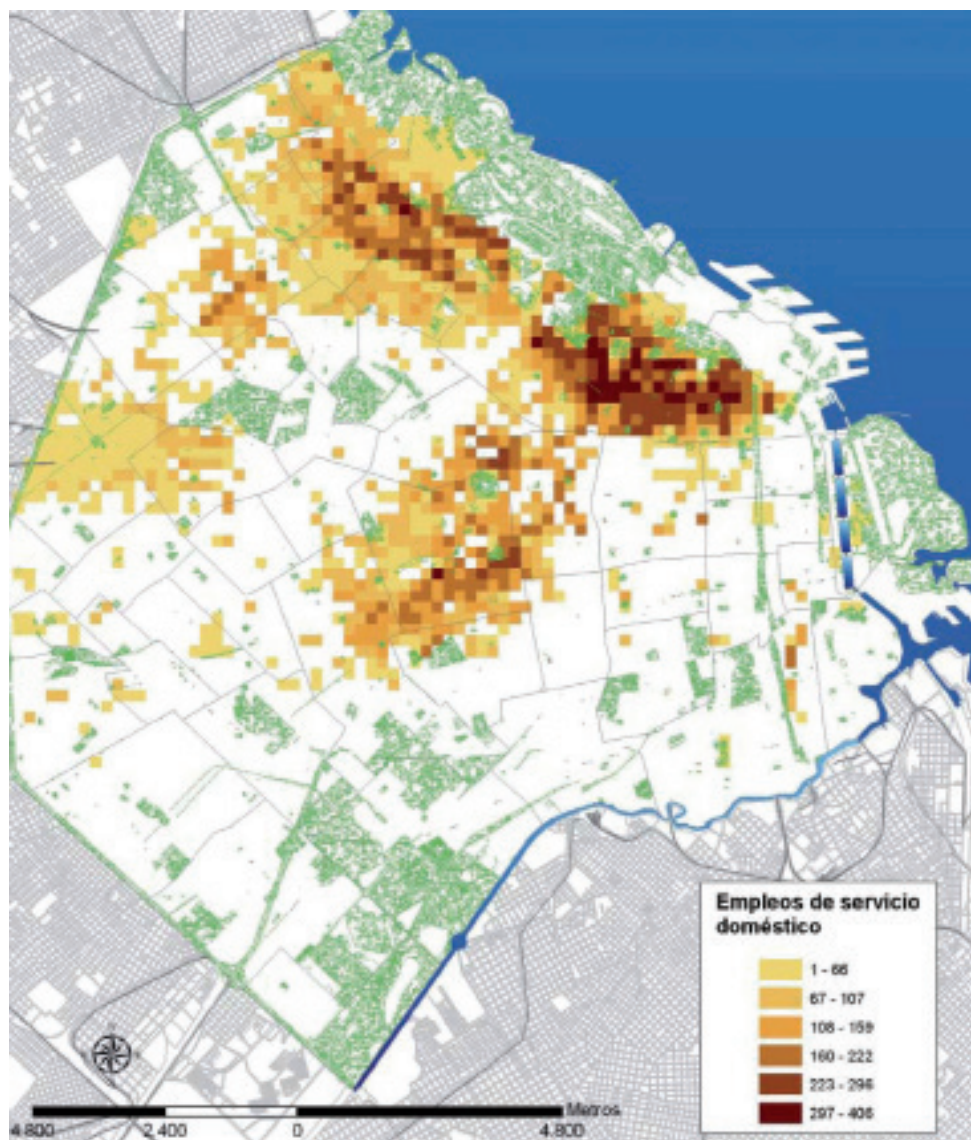 Empleos de servicio
doméstico
1 - 66
67 - 107
108 - 159
160 - 222
223 - 296
297 - 406
Metros
4.800 2.400 0 4.800